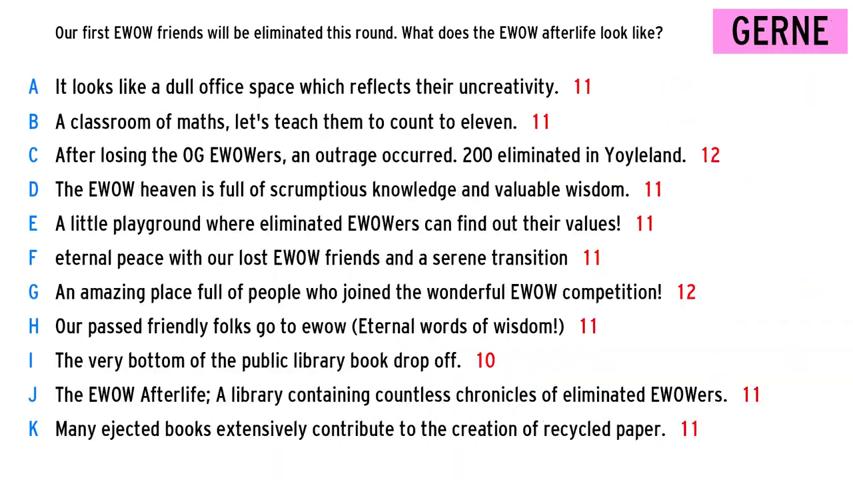 Our first EWOW friends will be eliminated this round. What does the EWOW afterlife look like?
GERNE
A It looks like a dull office space which reflects their uncreativity. 11
B A classroom of maths, let's teach them to count to eleven. 11
C After losing the OG EWOWers, an outrage occurred. 200 eliminated in Yoyleland. 12
D The EWOW heaven is full of scrumptious knowledge and valuable wisdom. 11
E A little playground where eliminated EWOWers can find out their values! 11
F eternal peace with our lost EWOW friends and a serene transition 11
G An amazing place full of people who joined the wonderful EWOW competition! 12
H Our passed friendly folks go to ewow (Eternal words of wisdom!) 11
I The very bottom of the public library book drop off. 10
J The EWOW Afterlife; A library containing countless chronicles of eliminated EWOWers. 11
K Many ejected books extensively contribute to the creation of recycled paper. 11